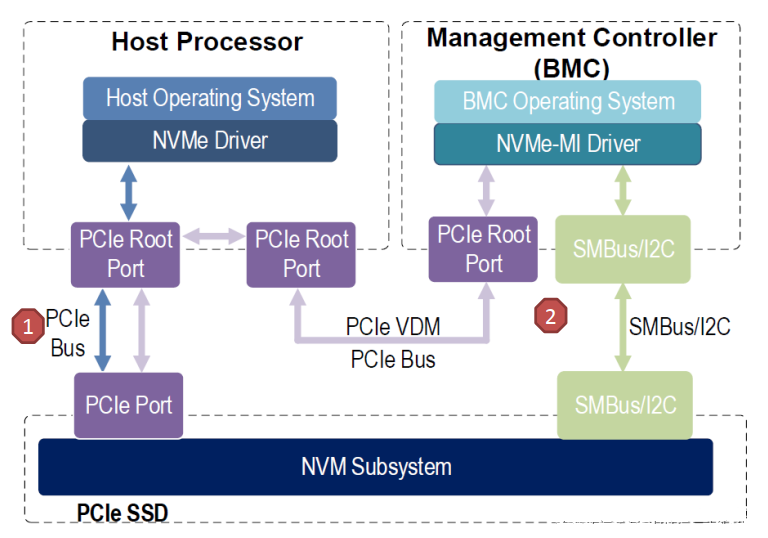 Host Processor
Management Controller
(BMC)
Host Operating System
NVMe Driver
BMC Operating System
NVMe-MI Driver
PCIe Root
Port
PCIe Root
Port
PCIe Root
Port
SMBus/I2C
1
PCIe
Bus
PCIe VDM
PCIe Bus
2
SMBus/I2C
PCIe Port
SMBus/I2C
NVM Subsystem
PCIe SSD